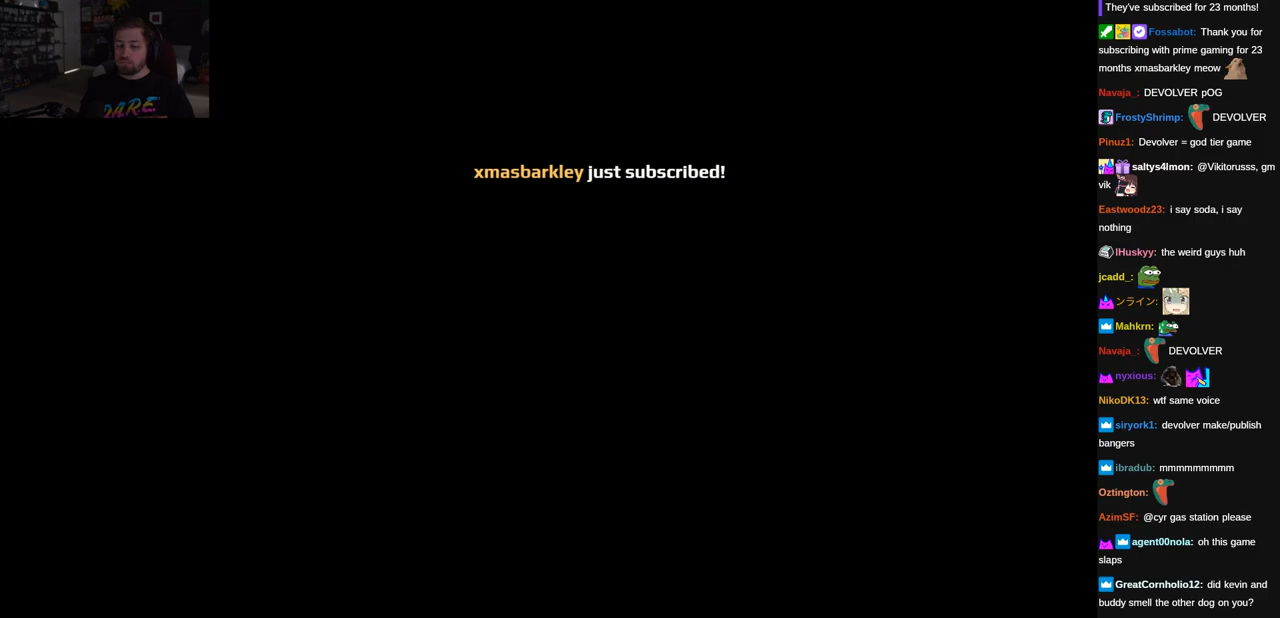 They've subscribed for 23 months!
Fossabot: Thank you for
subscribing with prime gaming for 23
months xmasbarkley meow
Navaja_: DEVOLVER pOG
FrostyShrimp: DEVOLVER
Pinuz1: Devolver = god tier game
saltys4lmon: @Vikitorusss, gm
vik
Eastwoodz23: i say soda, i say
nothing
IHuskyy: the weird guys huh
jcadd_:
ンライン:
Mahkrn:
Navaja_: DEVOLVER
nyxious:
NikoDK13: wtf same voice
siryork1: devolver make/publish
bangers
ibradub: mmmmmmmmm
Oztington:
AzimSF: @cyr gas station please
agent00nola: oh this game
slaps
GreatCornholio12: did kevin and
buddy smell the other dog on you?
xmasbarkley just subscribed!
D.A.R.E.